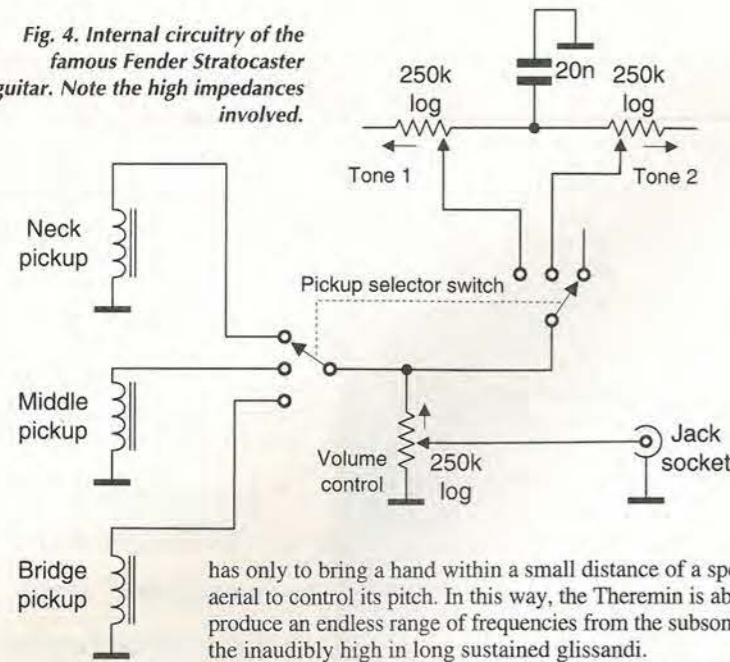 Fig. 4. Internal circuitry of the
famous Fender Stratocaster
guitar. Note the high impedances
involved.
250k
log
20n
250k
log
Tone 1
Tone 2
Neck
pickup
Pickup selector switch
Middle
pickup
Volume
control
250k
log
Jack
socket
Bridge
pickup
has only to bring a hand within a small distance of a
aerial to control its pitch. In this way, the Theremin is
produce an endless range of frequencies from the
the inaudibly high in long sustained glissandi.